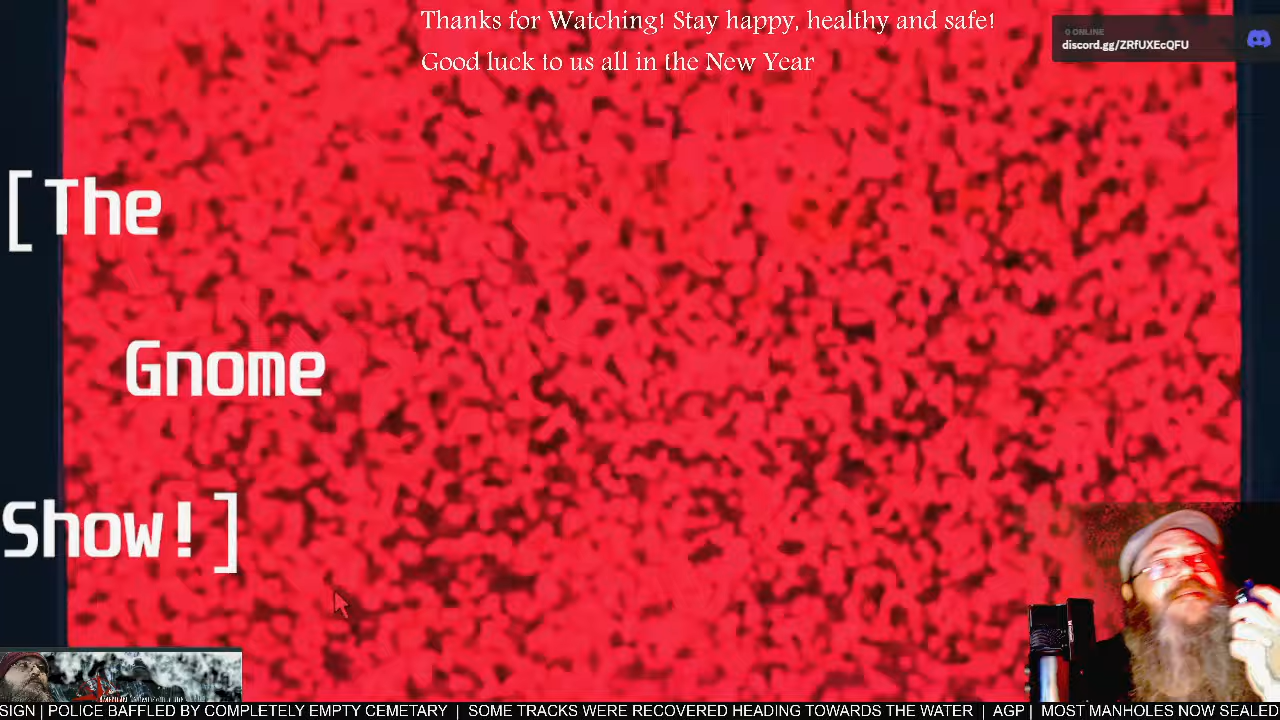 Thanks for Watching! Stay happy, healthy and safe!
Good luck to us all in the New Year
0 ONLINE
discord.gg/ZRfUXEcQFU
[The
Gnome
Show!]
SIGN | POLICE BAFFLED BY COMPLETELY EMPTY CEMETARY | SOME TRACKS WERE RECOVERED HEADING TOWARDS THE WATER | AGP | MOST MANHOLES NOW SEALED